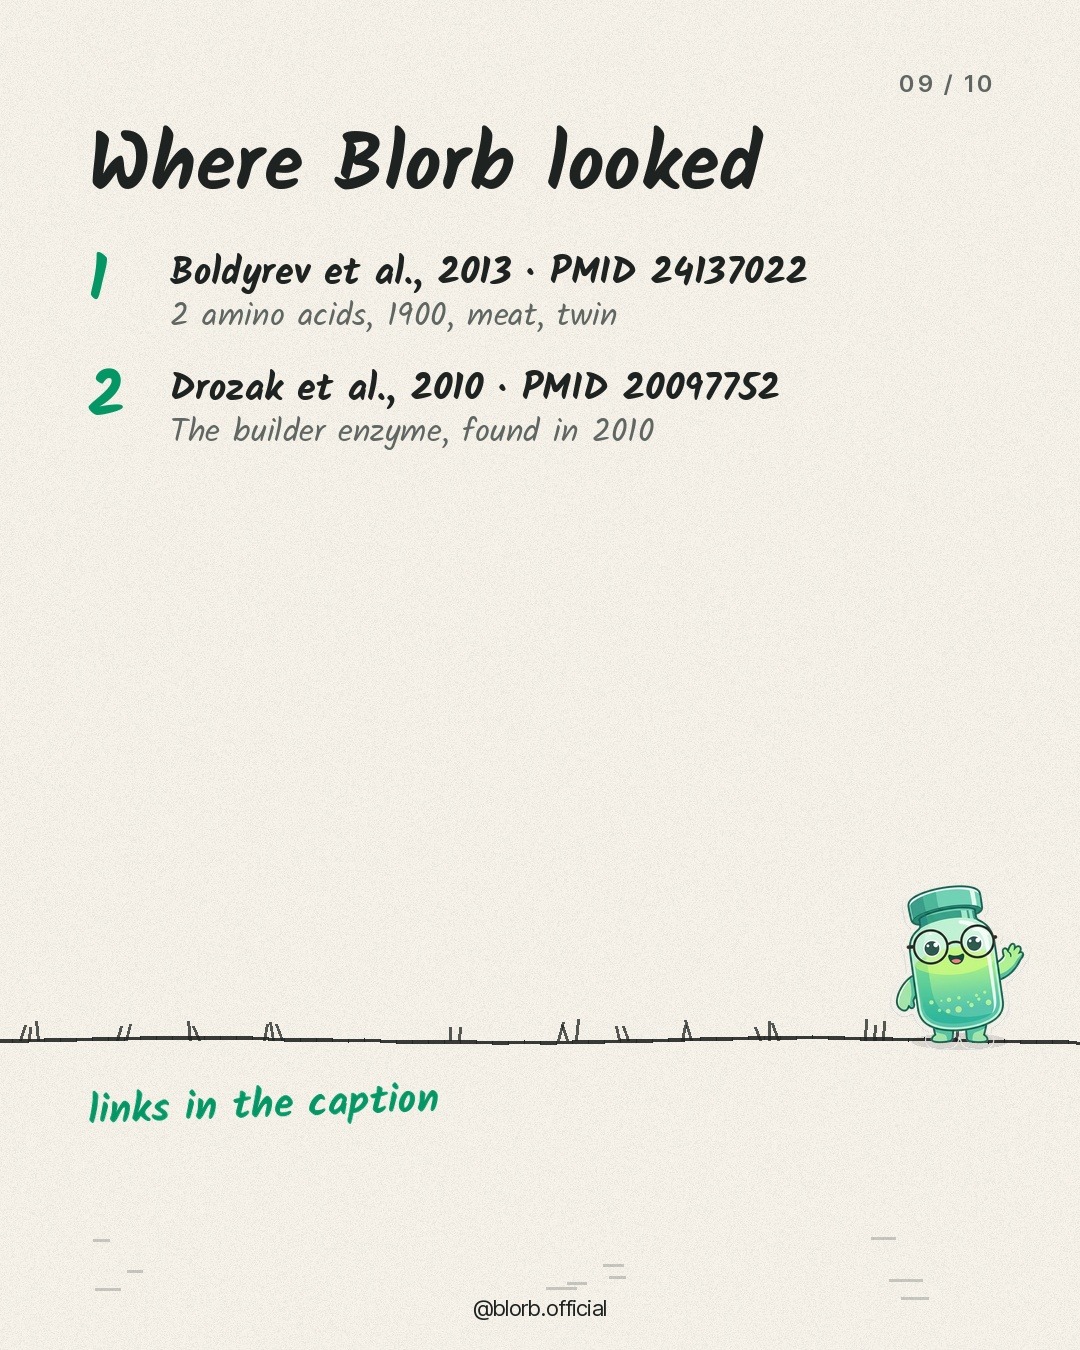 09 / 10
Where Blorb looked
1 Boldyrev et al., 2013 · PMID 24137022
2 amino acids, 1900, meat, twin
2 Drozak et al., 2010 · PMID 20097752
The builder enzyme, found in 2010
links in the caption
@blorb.official